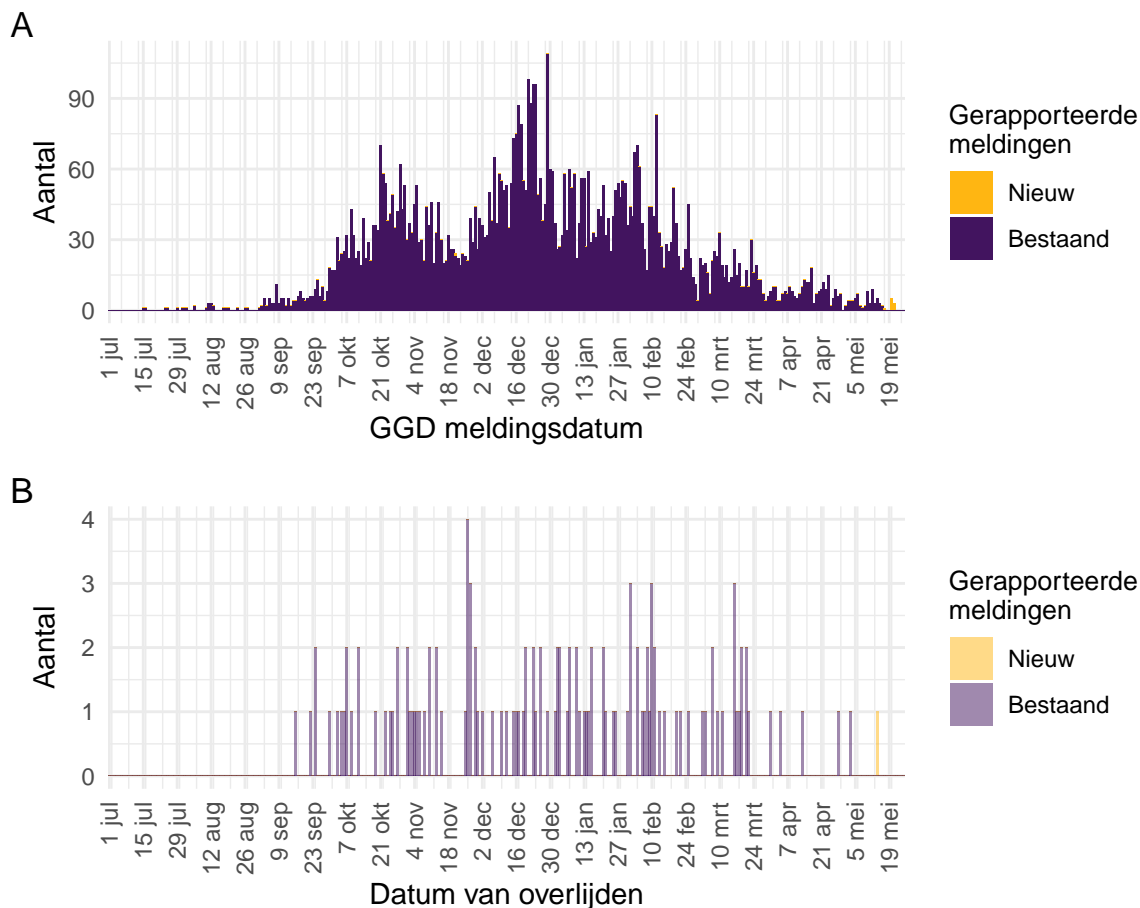 A
Aantal
90
60
30
0
1 jul
15 jul
29 jul
12 aug
26 aug
9 sep
23 sep
7 okt
21 okt
4 nov
18 nov
2 dec
16 dec
30 dec
13 jan
27 jan
10 feb
24 feb
10 mrt
24 mrt
7 apr
21 apr
5 mei
19 mei
GGD meldingsdatum
Gerapporteerde
meldingen
Nieuw
Bestaand
B
Aantal
4
3
2
1
0
1 jul
15 jul
29 jul
12 aug
26 aug
9 sep
23 sep
7 okt
21 okt
4 nov
18 nov
2 dec
16 dec
30 dec
13 jan
27 jan
10 feb
24 feb
10 mrt
24 mrt
7 apr
21 apr
5 mei
19 mei
Datum van overlijden
Gerapporteerde
meldingen
Nieuw
Bestaand